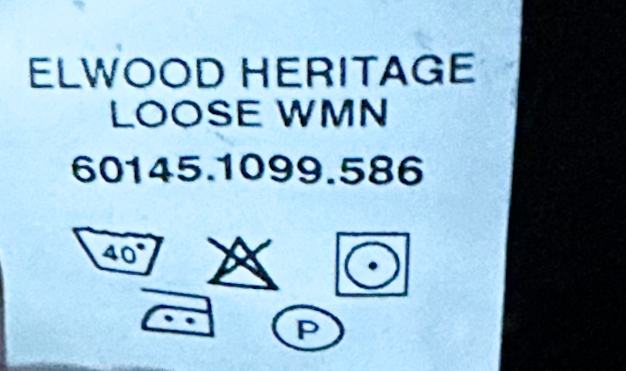 ELWOOD HERITAGE
LOOSE WMN
60145.1099.586
40°
P